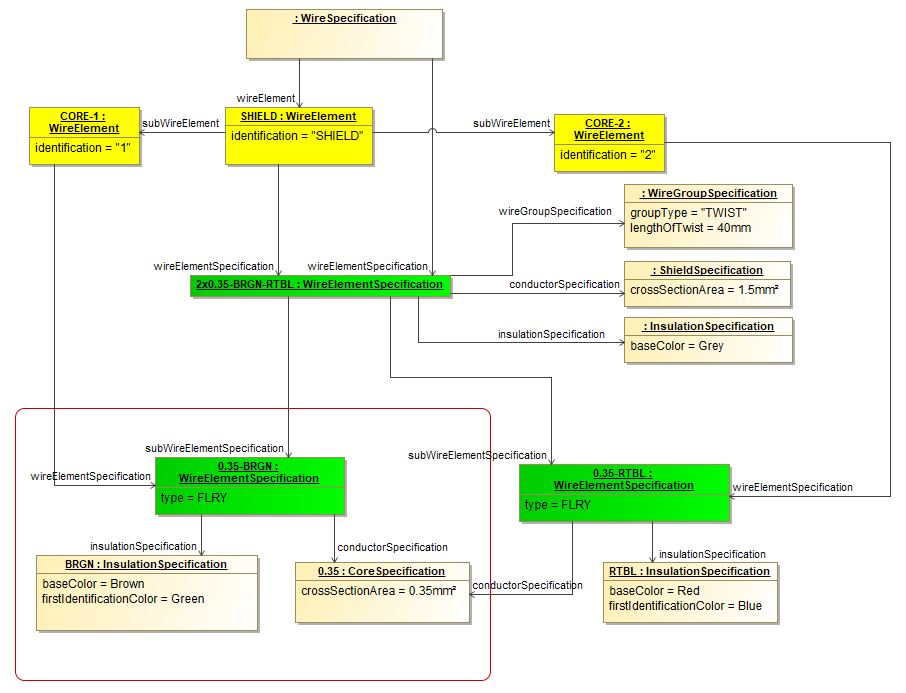 : WireSpecification
wireElement
CORE-1 :
WireElement
identification = "1"
subWireElement
SHIELD : WireElement
identification = "SHIELD"
subWireElement
CORE-2 :
WireElement
identification = "2"
wireGroupSpecification
: WireGroupSpecification
groupType = "TWIST"
lengthOfTwist = 40mm
wireElementSpecification
wireElementSpecification
2x0.35-BRGN-RTBL : WireElementSpecification
conductorSpecification
: ShieldSpecification
crossSectionArea = 1.5mm²
insulationSpecification
: InsulationSpecification
baseColor = Grey
subWireElementSpecification
subWireElementSpecification
wireElementSpecification
0.35-BRGN :
WireElementSpecification
type = FLRY
0.35-RTBL :
WireElementSpecification
type = FLRY
wireElementSpecification
insulationSpecification
conductorSpecification
insulationSpecification
BRGN : InsulationSpecification
baseColor = Brown
firstIdentificationColor = Green
0.35 : CoreSpecification
crossSectionArea = 0.35mm²
conductorSpecification
RTBL : InsulationSpecification
baseColor = Red
firstIdentificationColor = Blue